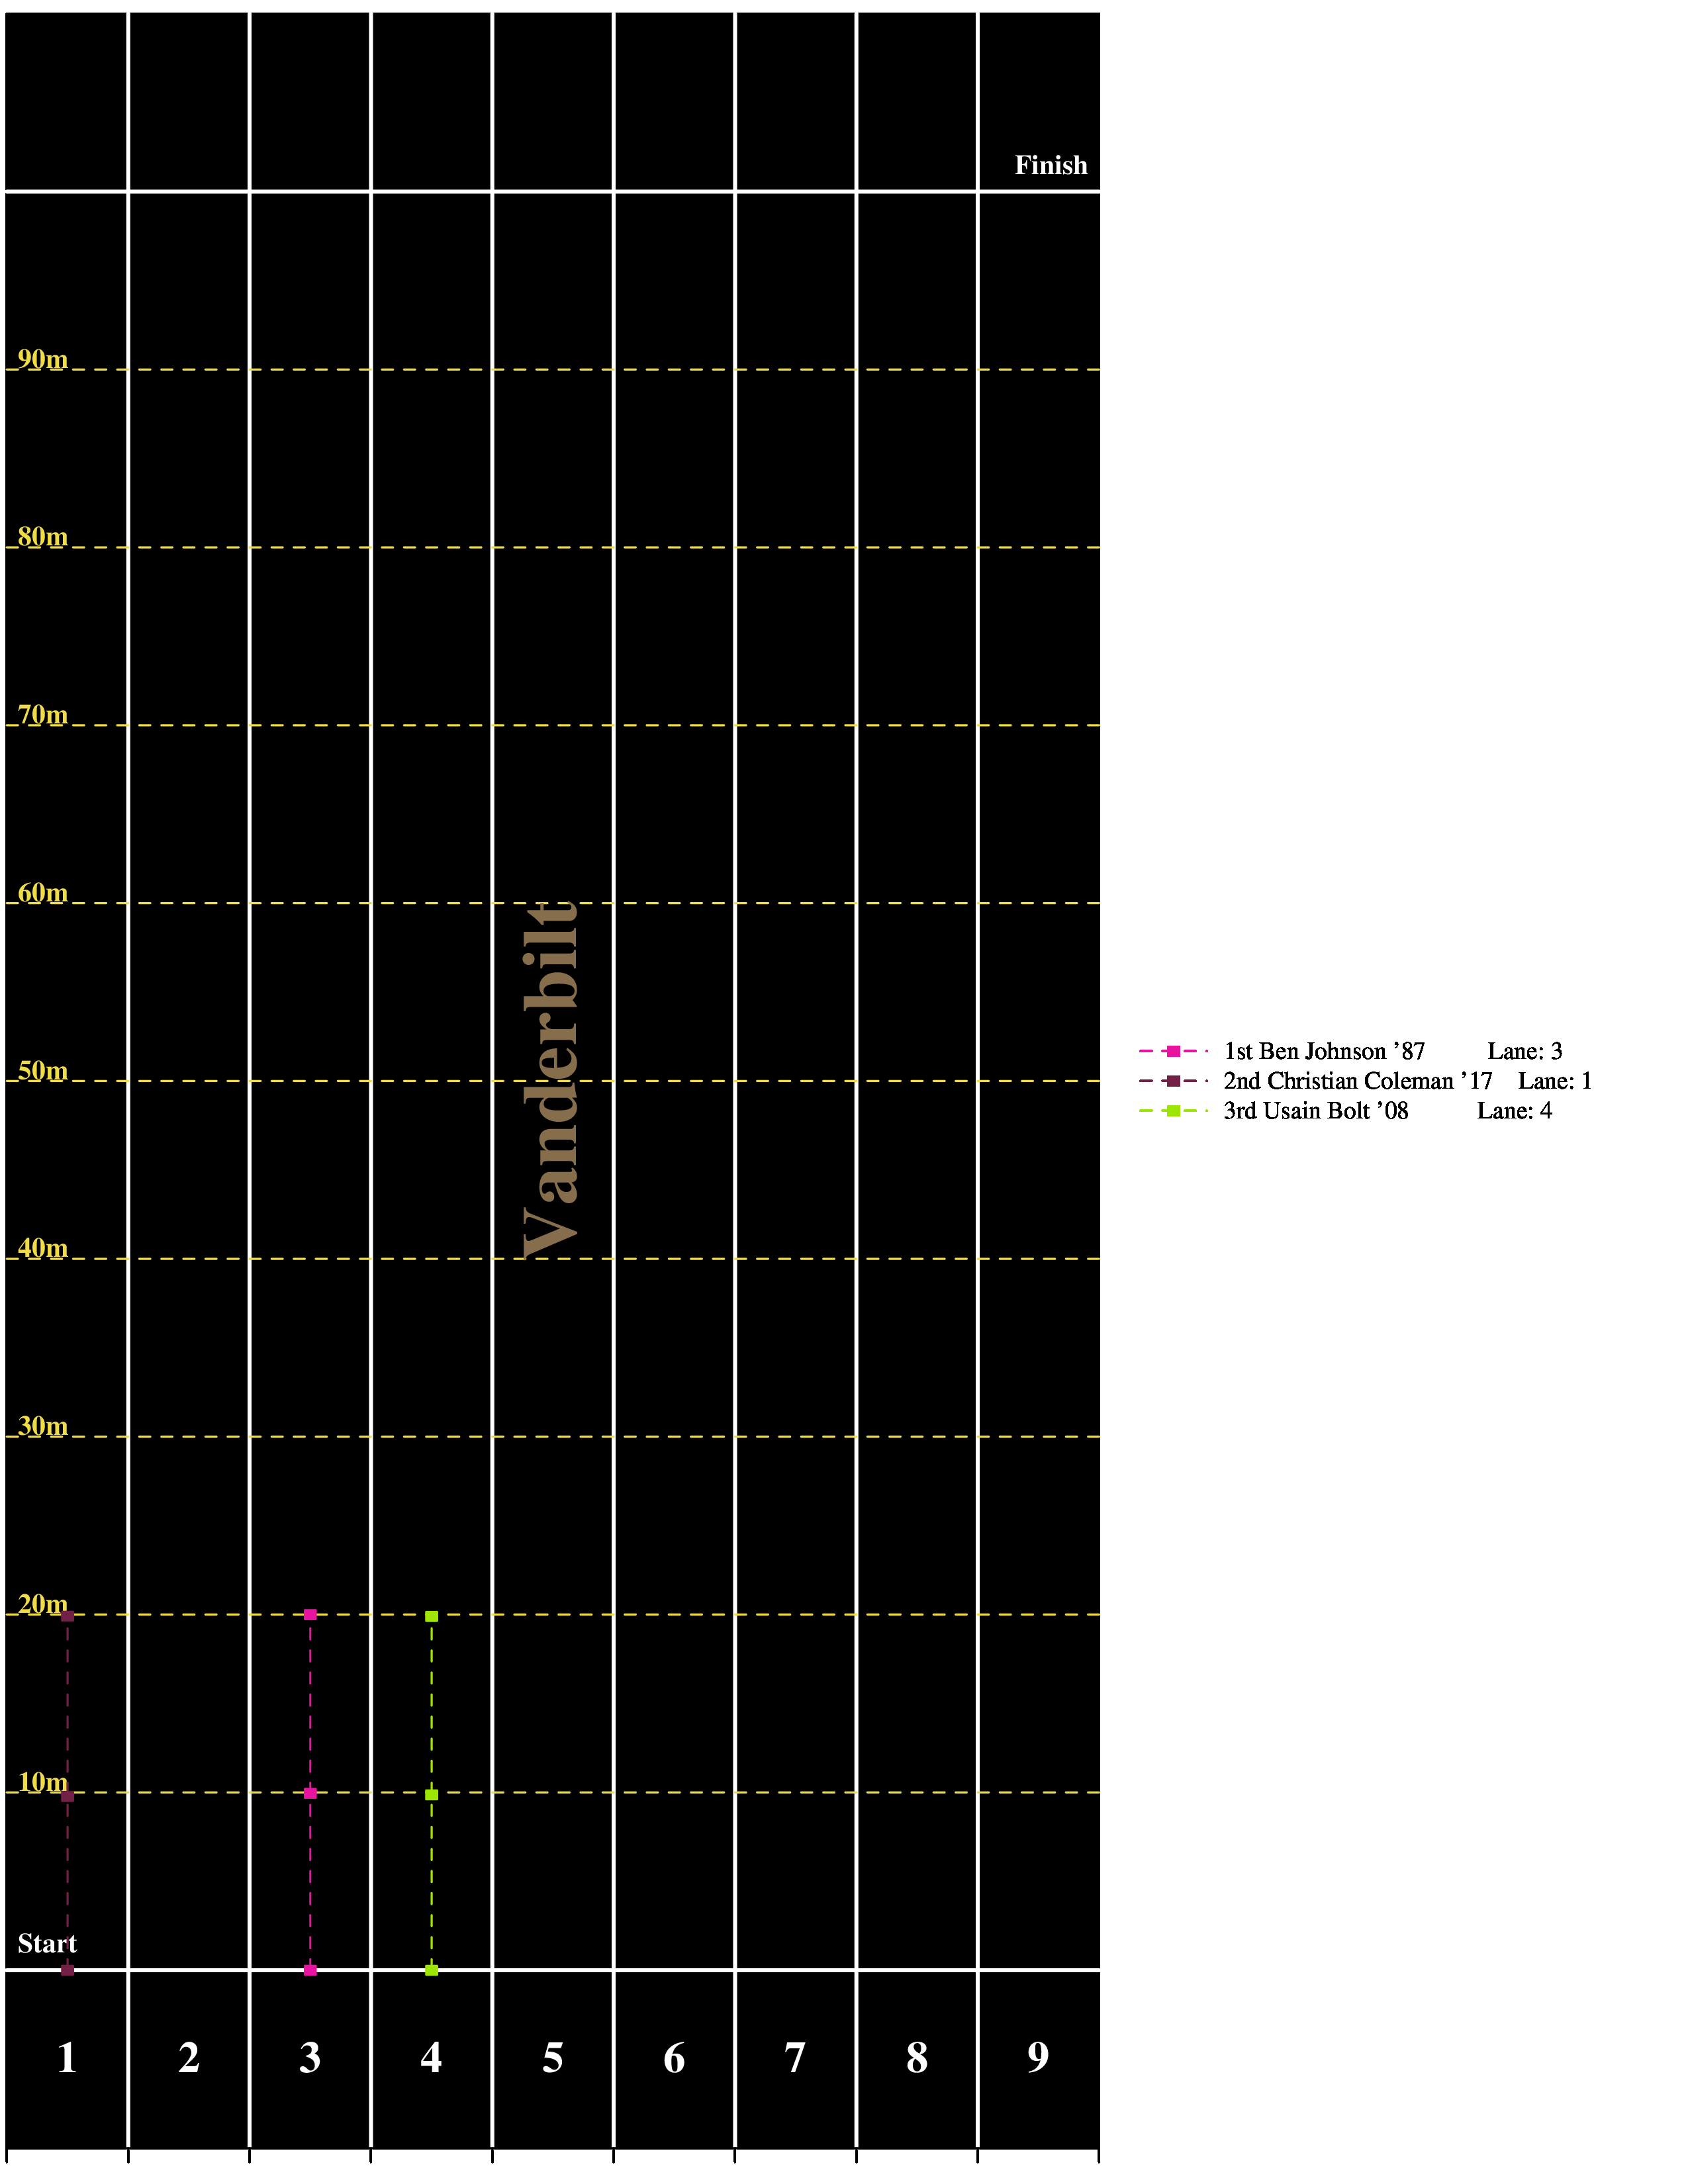 Finish
90m
80m
70m
60m
Vanderbilt
50m
40m
30m
20m
10m
Start
1 2 3 4 5 6 7 8 9
1st Ben Johnson ’87 Lane: 3
2nd Christian Coleman ’17 Lane: 1
3rd Usain Bolt ’08 Lane: 4